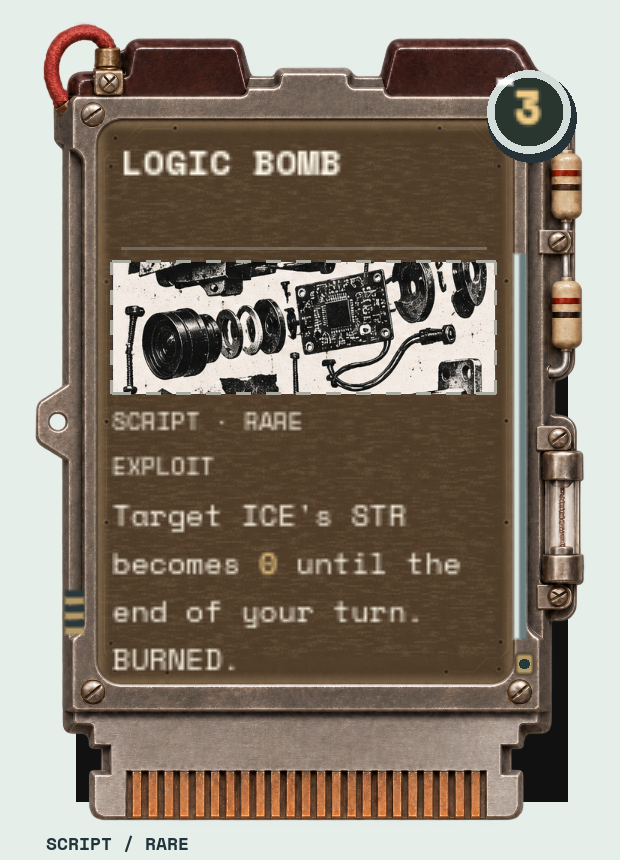 3
LOGIC BOMB
SCRIPT · RARE
EXPLOIT
Target ICE's STR
becomes 0 until the
end of your turn.
BURNED.
SCRIPT / RARE